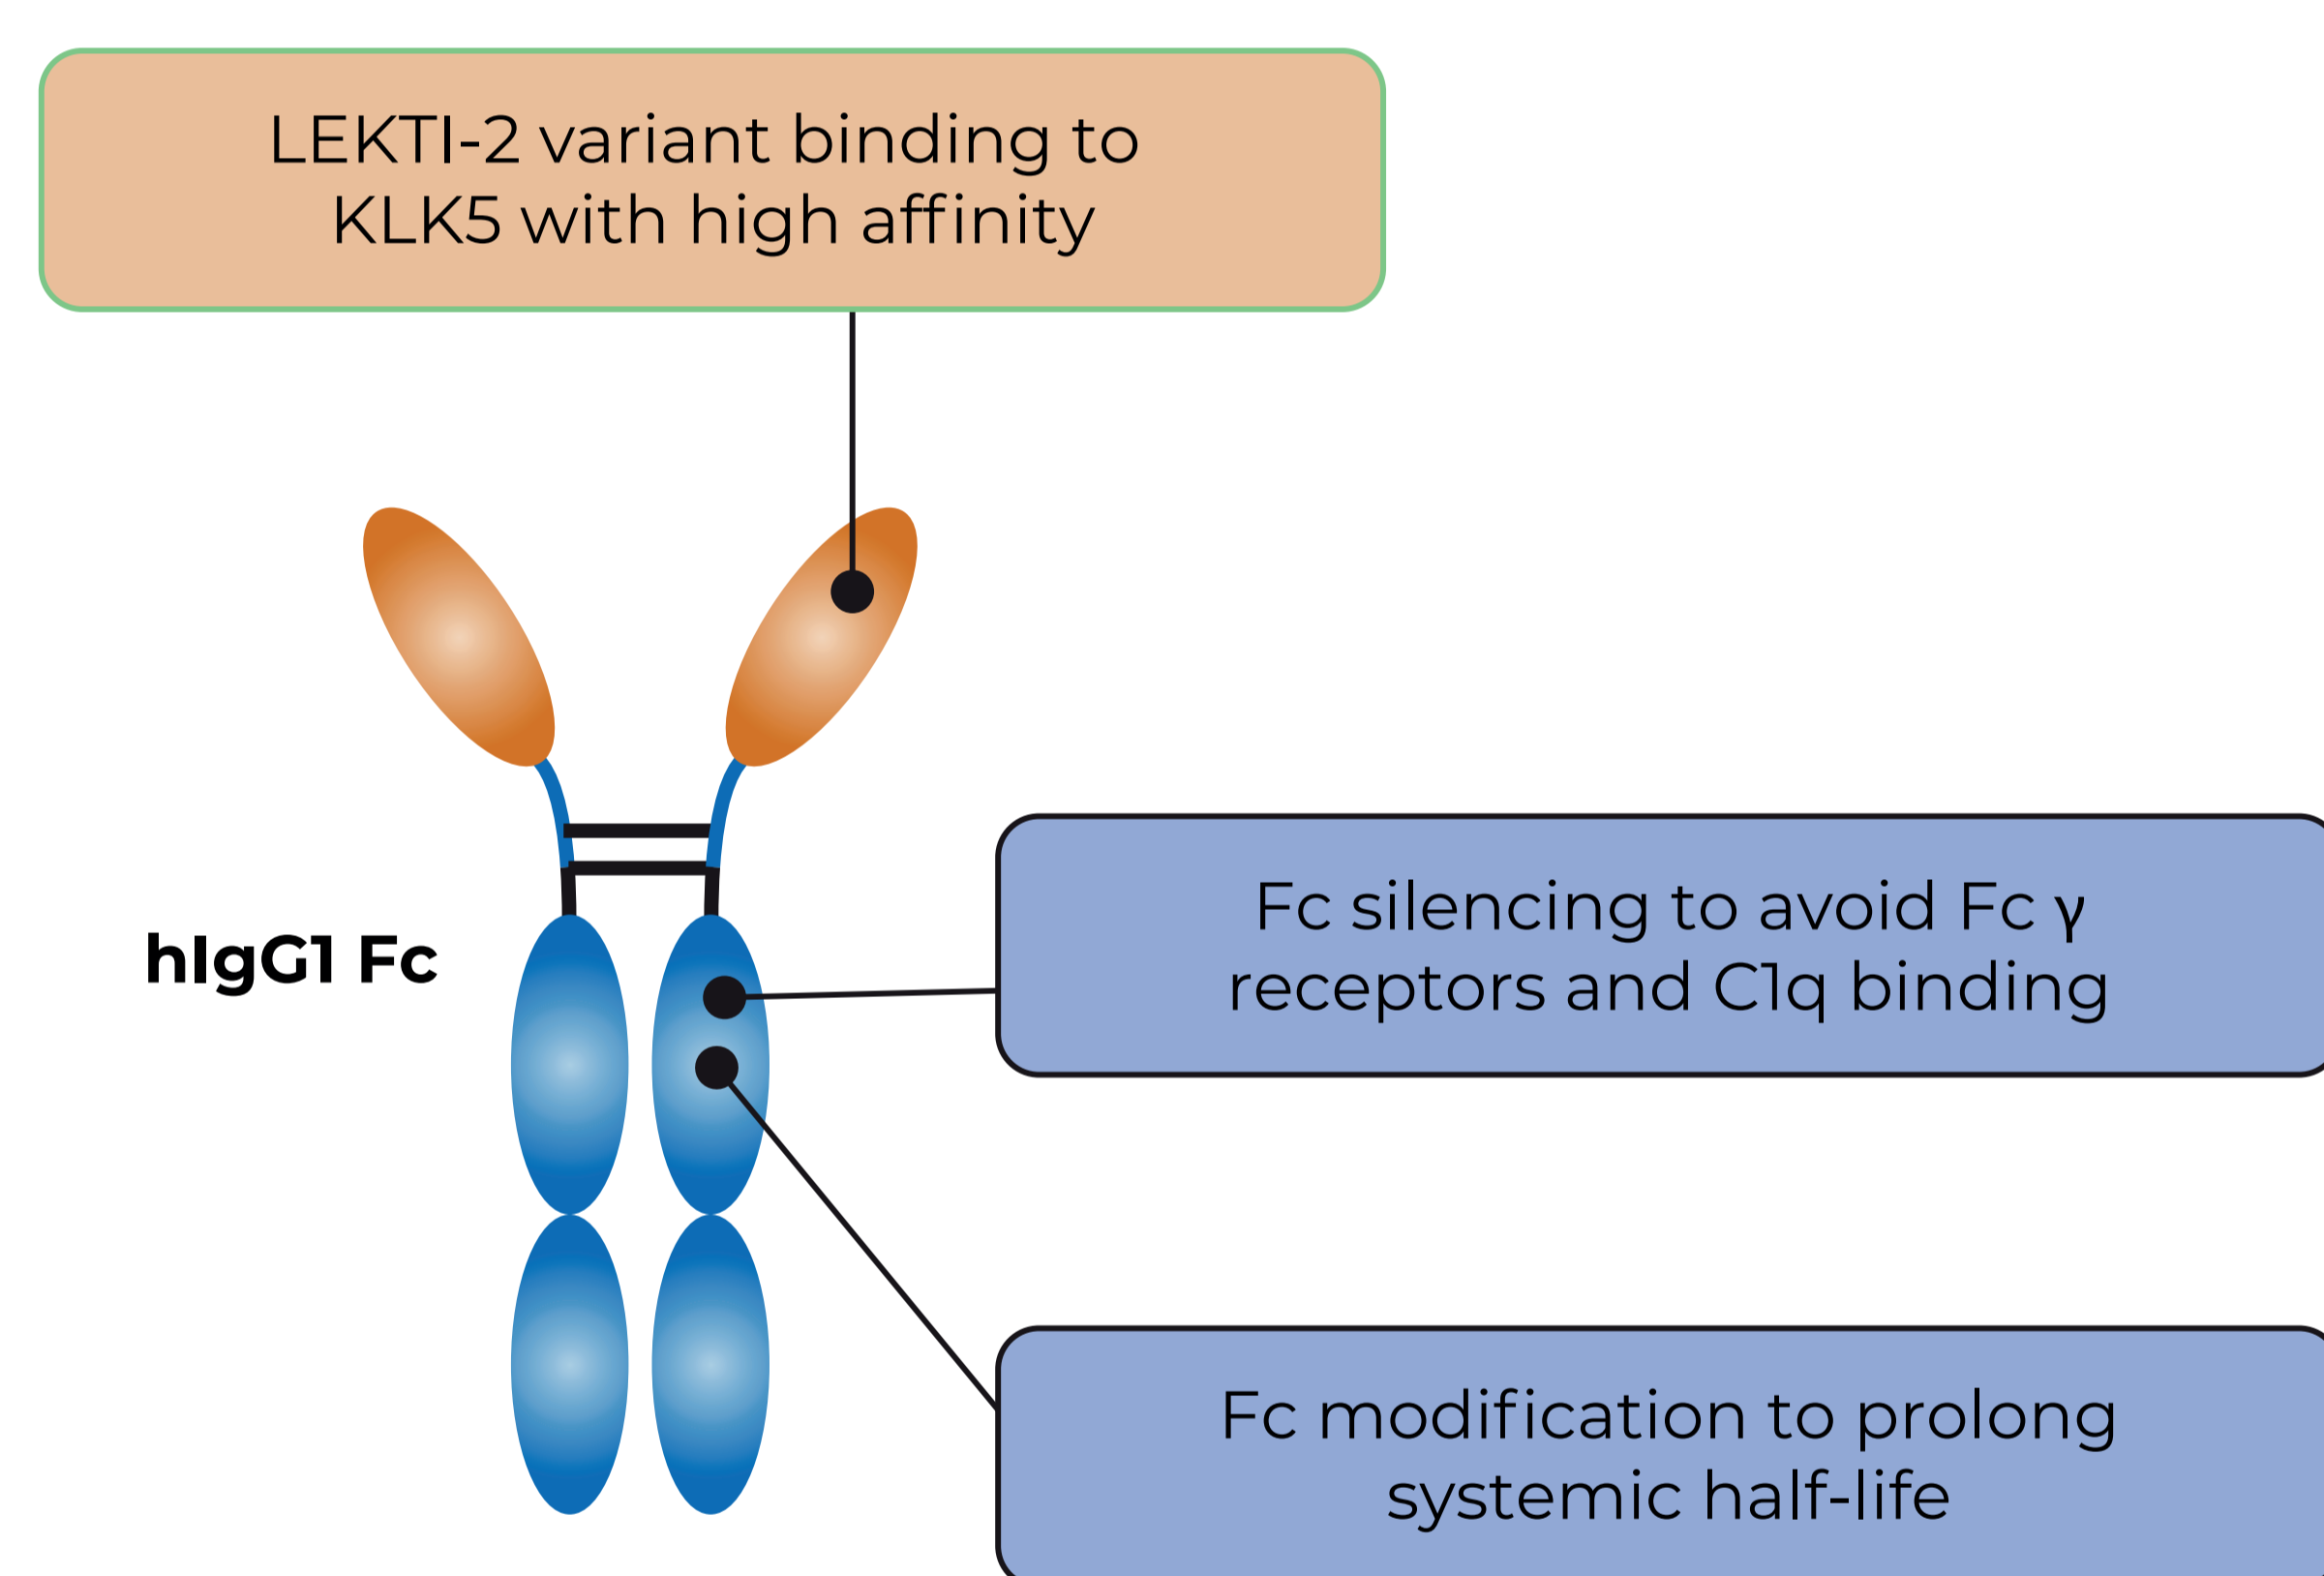 LEKTI-2 variant binding to
KLK5 with high affinity
hIgG1 Fc
Fc silencing to avoid Fc γ
receptors and C1q binding
Fc modification to prolong
systemic half-life